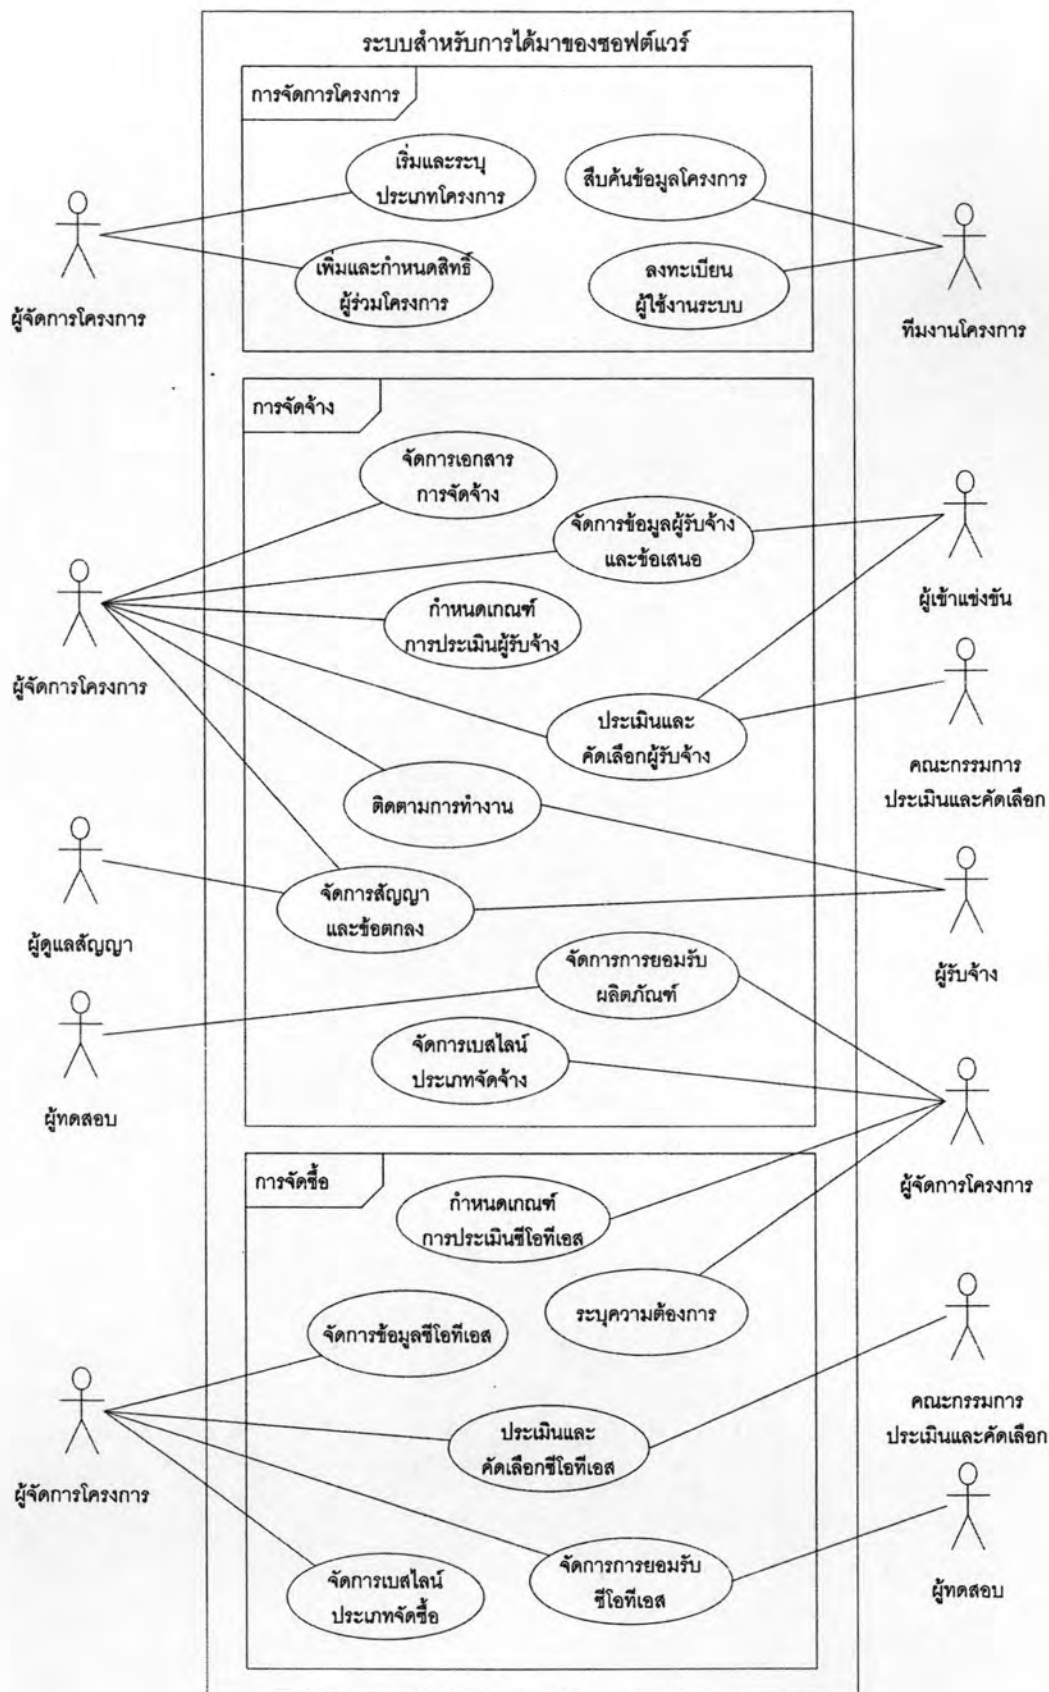 ระบบสำหรับการได้มาของซอฟต์แวร์
การจัดการโครงการ
เริ่มและระบุ
ประเภทโครงการ
สืบค้นข้อมูลโครงการ
เพิ่มและกำหนดสิทธิ์
ผู้ร่วมโครงการ
ลงทะเบียน
ผู้ใช้งานระบบ
ผู้จัดการโครงการ
ทีมงานโครงการ
การจัดจ้าง
จัดการเอกสาร
การจัดจ้าง
จัดการข้อมูลผู้รับจ้าง
และข้อเสนอ
ผู้เข้าแข่งขัน
กำหนดเกณฑ์
การประเมินผู้รับจ้าง
ผู้จัดการโครงการ
ประเมินและ
คัดเลือกผู้รับจ้าง
คณะกรรมการ
ประเมินและคัดเลือก
ติดตามการทำงาน
จัดการสัญญา
และข้อตกลง
ผู้ดูแลสัญญา
ผู้รับจ้าง
จัดการการยอมรับ
ผลิตภัณฑ์
จัดการเบสไลน์
ประเภทจัดจ้าง
ผู้ทดสอบ
ผู้จัดการโครงการ
การจัดซื้อ
กำหนดเกณฑ์
การประเมินซีโอทีเอส
ระบุความต้องการ
จัดการข้อมูลซีโอทีเอส
คณะกรรมการ
ประเมินและคัดเลือก
ประเมินและ
คัดเลือกซีโอทีเอส
ผู้จัดการโครงการ
จัดการการยอมรับ
ซีโอทีเอส
จัดการเบสไลน์
ประเภทจัดซื้อ
ผู้ทดสอบ